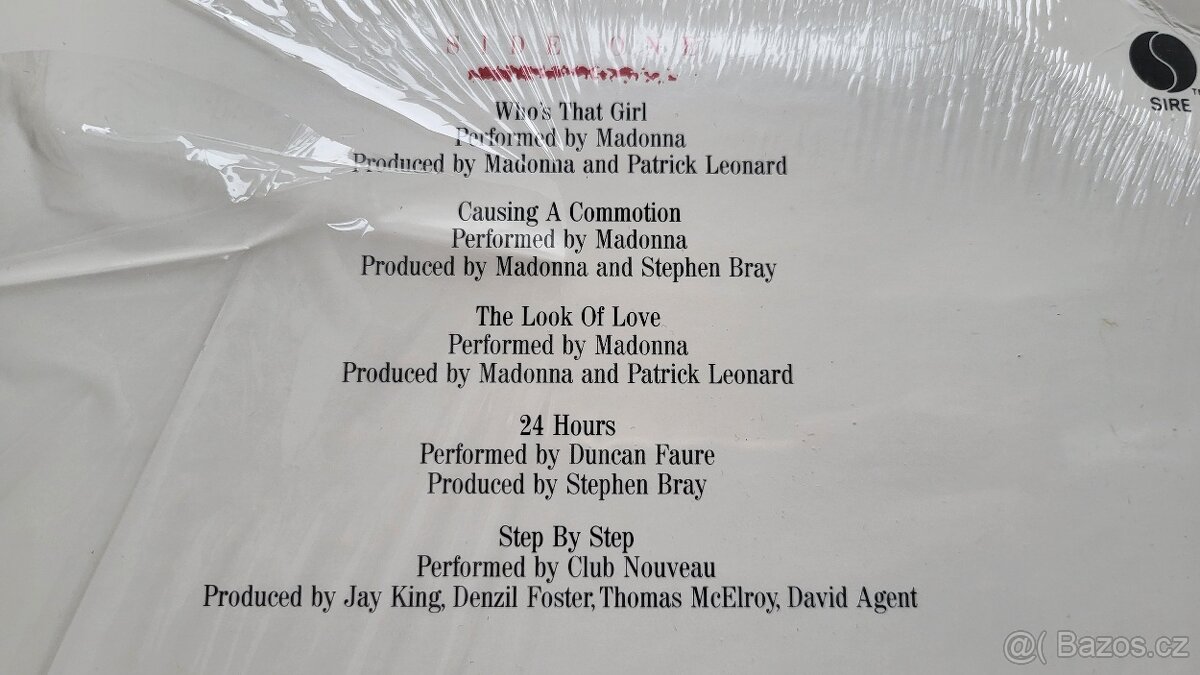 SIDE ONE
SIRE
Who's That Girl
Performed by Madonna
Produced by Madonna and Patrick Leonard
Causing A Commotion
Performed by Madonna
Produced by Madonna and Stephen Bray
The Look Of Love
Performed by Madonna
Produced by Madonna and Patrick Leonard
24 Hours
Performed by Duncan Faure
Produced by Stephen Bray
Step By Step
Performed by Club Nouveau
Produced by Jay King, Denzil Foster, Thomas McElroy, David Agent
@( Bazos.cz